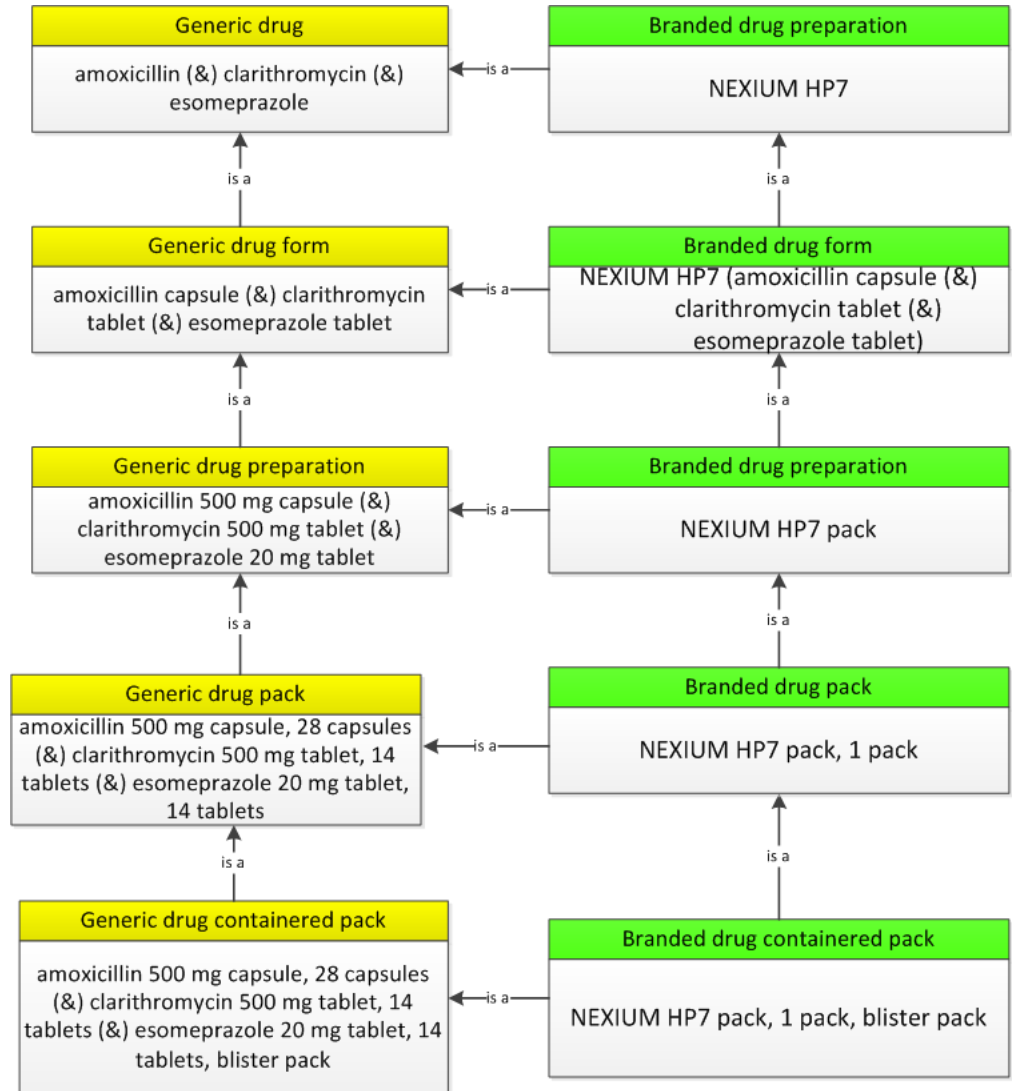 Generic drug
amoxicillin (&) clarithromycin (&)
esomeprazole
is a
Branded drug preparation
NEXIUM HP7
is a
is a
Generic drug form
amoxicillin capsule (&) clarithromycin
tablet (&) esomeprazole tablet
is a
Branded drug form
NEXIUM HP7 (amoxicillin capsule (&)
clarithromycin tablet (&)
esomeprazole tablet)
is a
is a
Generic drug preparation
amoxicillin 500 mg capsule (&)
clarithromycin 500 mg tablet (&)
esomeprazole 20 mg tablet
is a
Branded drug preparation
NEXIUM HP7 pack
is a
is a
Generic drug pack
amoxicillin 500 mg capsule, 28 capsules
(&) clarithromycin 500 mg tablet, 14
tablets (&) esomeprazole 20 mg tablet,
14 tablets
is a
Branded drug pack
NEXIUM HP7 pack, 1 pack
is a
is a
Generic drug containered pack
amoxicillin 500 mg capsule, 28 capsules
(&) clarithromycin 500 mg tablet, 14
tablets (&) esomeprazole 20 mg tablet, 14
tablets, blister pack
is a
Branded drug containered pack
NEXIUM HP7 pack, 1 pack, blister pack